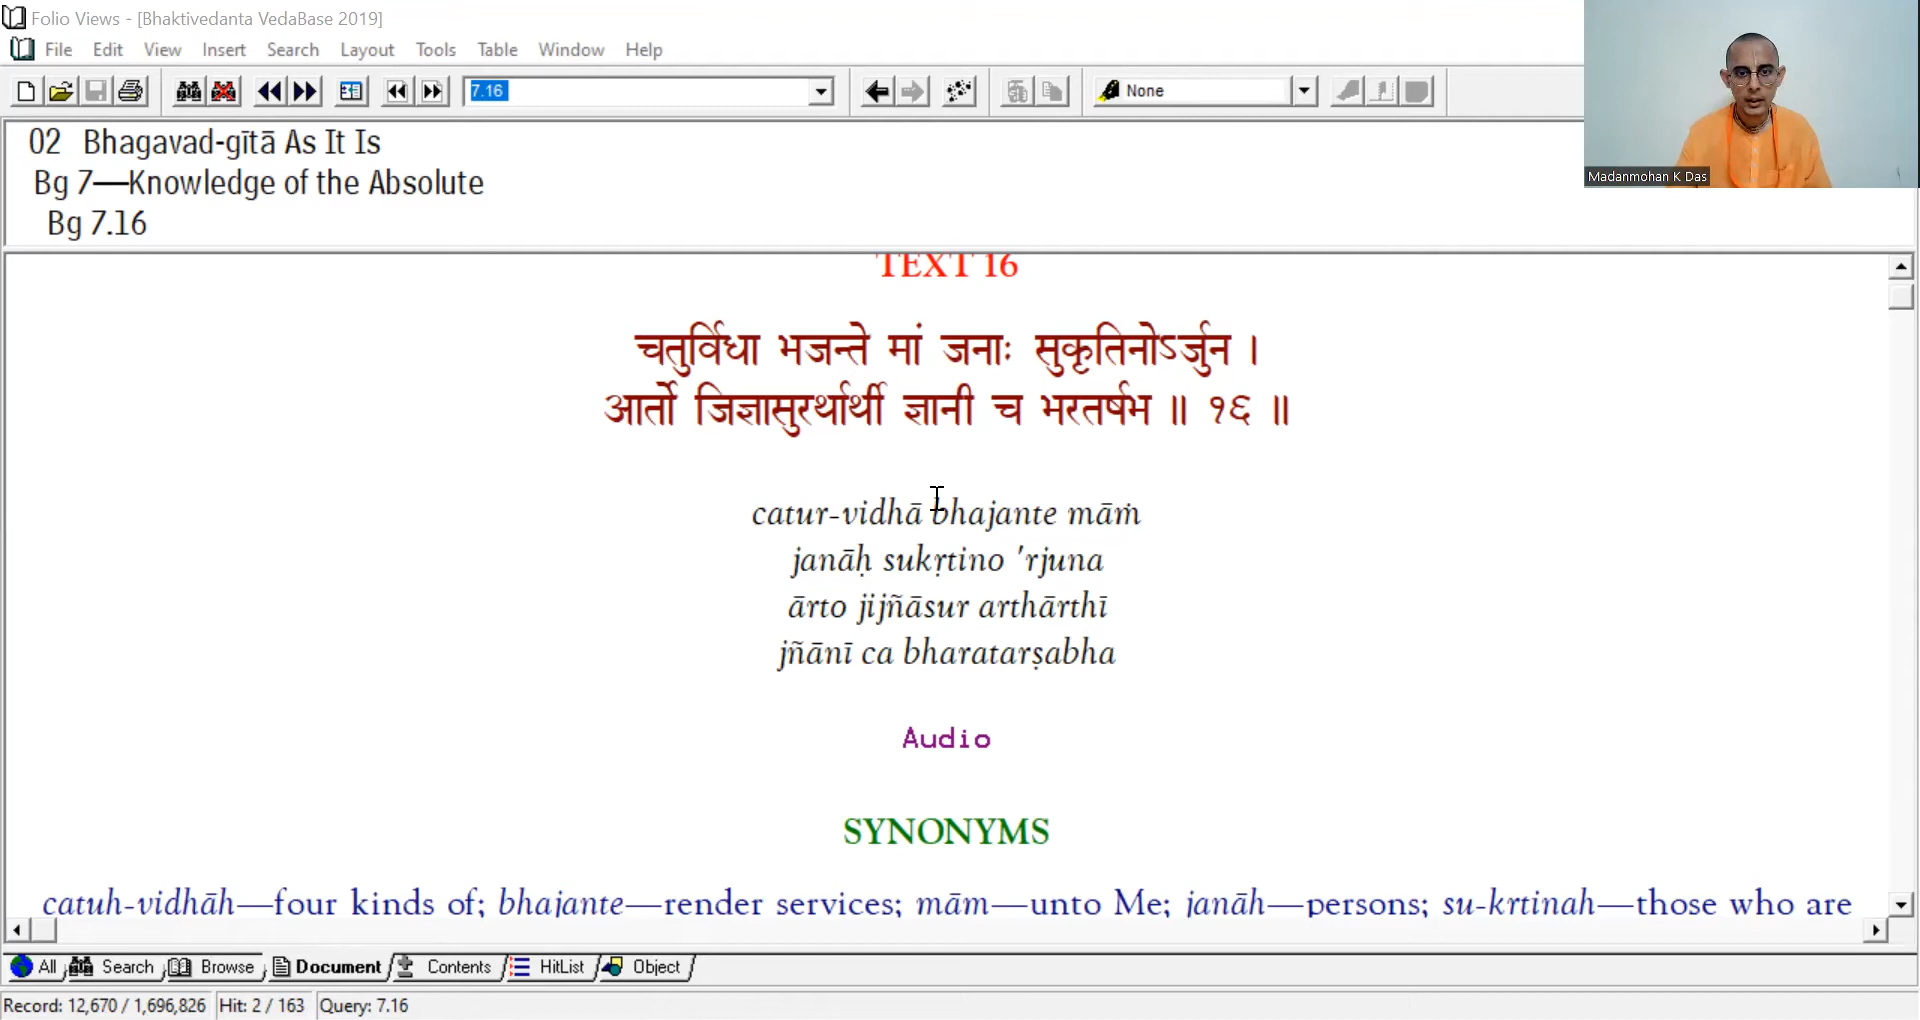 Folio Views - [Bhaktivedanta VedaBase 2019]
File Edit View Insert Search Layout Tools Table Window Help
7.16 None
02 Bhagavad-gītā As It Is
Bg 7—Knowledge of the Absolute
Bg 7.16
Madanmohan K Das
TEXT 16
चतुर्विधा भजन्ते मां जनाः सुकृतिनोऽर्जुन ।
आर्तो जिज्ञासुरर्थार्थी ज्ञानी च भरतर्षभ ॥ १६ ॥
catur-vidhā bhajante māṁ
janāḥ sukṛtino 'rjuna
ārto jijñāsur arthārthī
jñānī ca bharatarṣabha
Audio
SYNONYMS
catuh-vidhāh—four kinds of; bhajante—render services; mām—unto Me; janāh—persons; su-krtinah—those who are
All Search Browse Document Contents HitList Object
Record: 12,670 / 1,696,826 Hit: 2 / 163 Query: 7.16